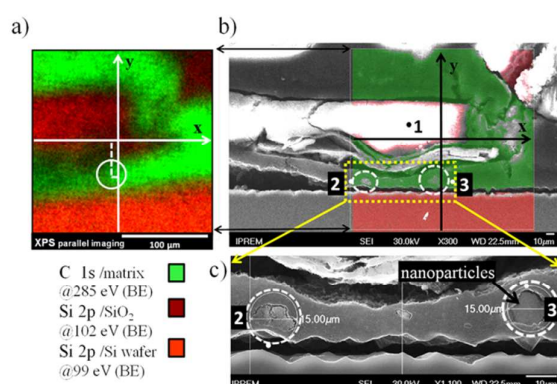 a)
y
x
XPS parallel imaging
100 µm
C 1s /matrix
@285 eV (BE)
Si 2p /SiO2
@102 eV (BE)
Si 2p /Si wafer
@99 eV (BE)
b)
y
x
1
2
3
IPREM SEI 30.0kV X300 WD 22.5mm 10µm
c)
nanoparticles
2
15.00µm
15.00µm
3
IPREM SEI 30.0kV X1,100 WD 22.5mm 10µm